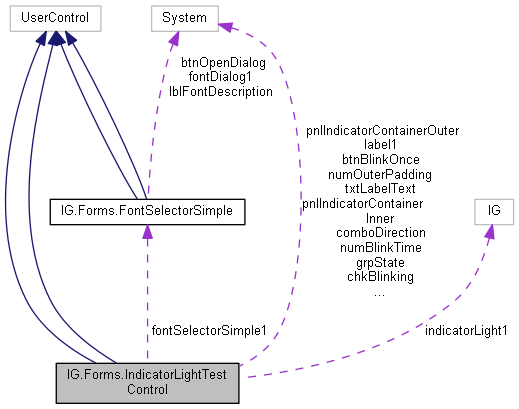 UserControl
System
btnOpenDialog
fontDialog1
lblFontDescription
pnlIndicatorContainerOuter
label1
btnBlinkOnce
numOuterPadding
txtLabelText
pnlIndicatorContainer
Inner
comboDirection
numBlinkTime
grpState
chkBlinking
...
IG.Forms.FontSelectorSimple
IG
fontSelectorSimple1
indicatorLight1
IG.Forms.IndicatorLightTest
Control